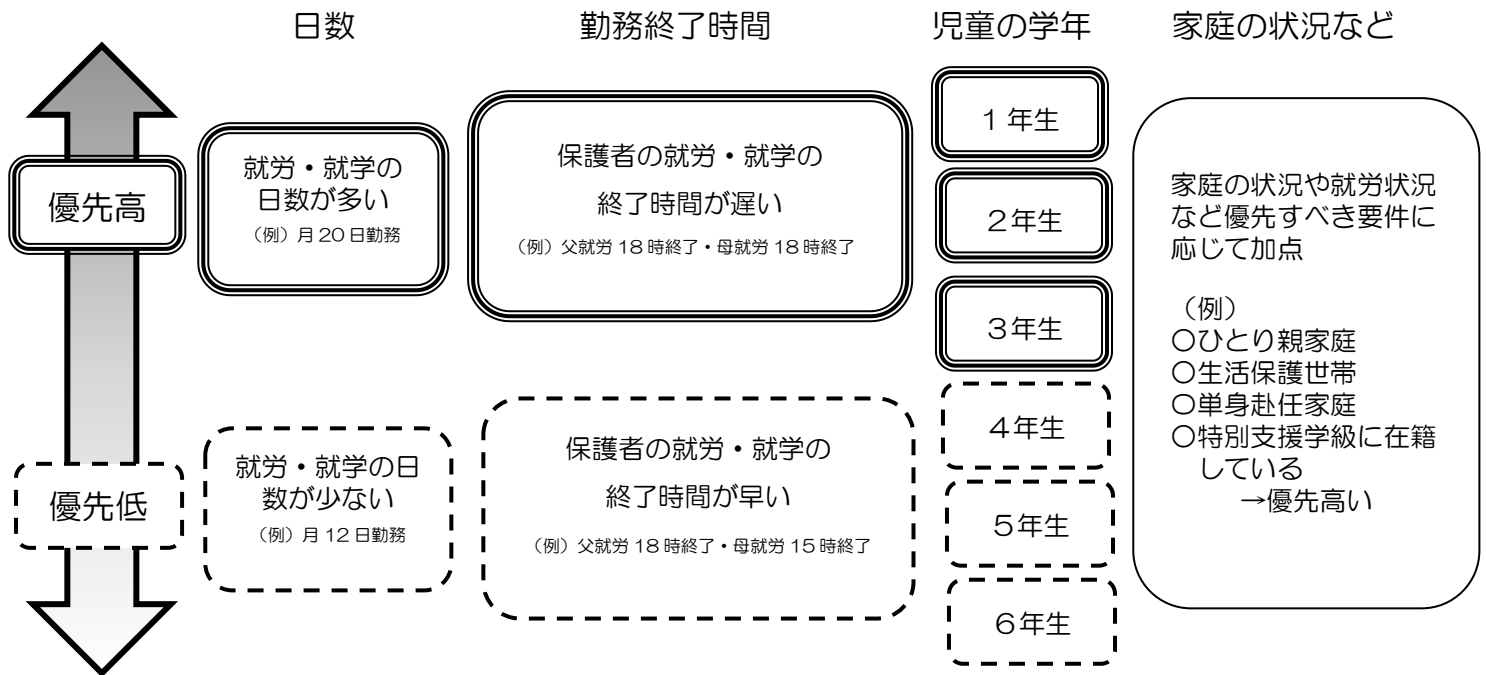 日数
勤務終了時間
児童の学年
家庭の状況など
優先高
就労・就学の
日数が多い
（例）月20日勤務
保護者の就労・就学の
終了時間が遅い
（例）父就労18時終了・母就労18時終了
1年生
2年生
3年生
家庭の状況や就労状況
など優先すべき要件に
応じて加点
（例）
○ひとり親家庭
○生活保護世帯
○単身赴任家庭
○特別支援学級に在籍
している
→優先高い
優先低
就労・就学の日
数が少ない
（例）月12日勤務
保護者の就労・就学の
終了時間が早い
（例）父就労18時終了・母就労15時終了
4年生
5年生
6年生